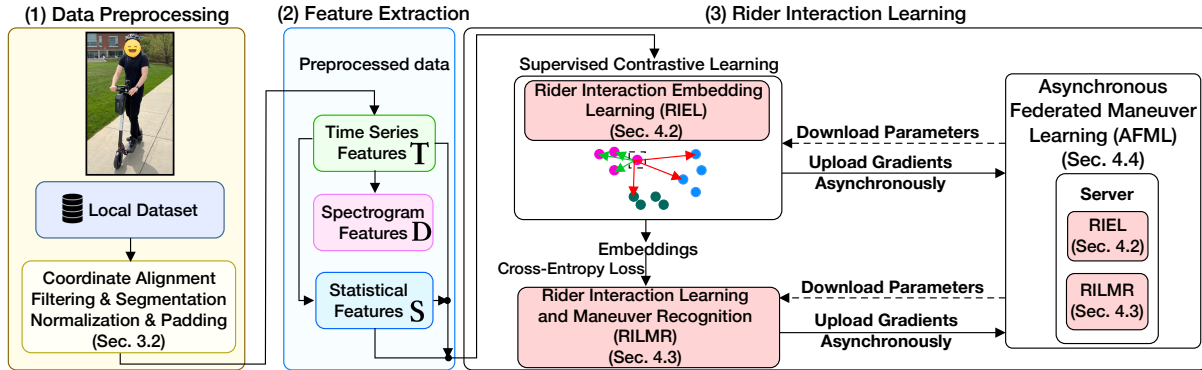 (1) Data Preprocessing
Local Dataset
Coordinate Alignment
Filtering & Segmentation
Normalization & Padding
(Sec. 3.2)
(2) Feature Extraction
Preprocessed data
Time Series
Features T
Spectrogram
Features D
Statistical
Features S
(3) Rider Interaction Learning
Supervised Contrastive Learning
Rider Interaction Embedding
Learning (RIEL)
(Sec. 4.2)
Embeddings
Cross-Entropy Loss
Rider Interaction Learning
and Maneuver Recognition
(RILMR)
(Sec. 4.3)
Download Parameters
Upload Gradients
Asynchronously
Download Parameters
Upload Gradients
Asynchronously
Asynchronous
Federated Maneuver
Learning (AFML)
(Sec. 4.4)
Server
RIEL
(Sec. 4.2)
RILMR
(Sec. 4.3)